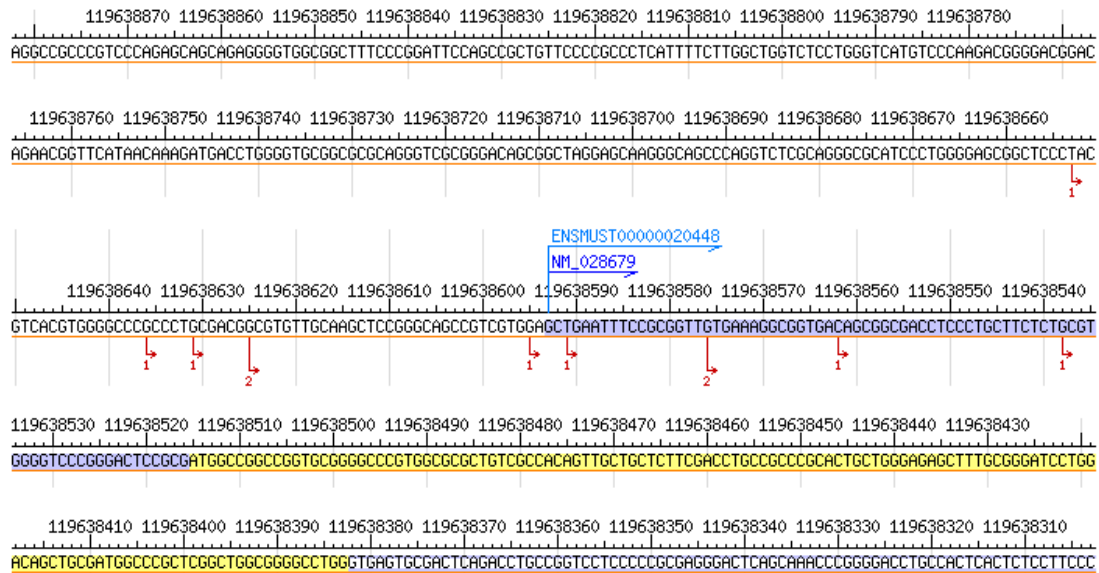 119638870 119638860 119638850 119638840 119638830 119638820 119638810 119638800 119638790 119638780
AGGCCGCCCGTCCCAGAGCAGCAGAGGGGTGGCGGCTTTCCCGGATTCCAGCCGCTGTTCCCCGCCCTCATTTTCTTGGCTGGTCTCCTGGGTCATGTCCCAAGACGGGGACGGAC
119638760 119638750 119638740 119638730 119638720 119638710 119638700 119638690 119638680 119638670 119638660
AGAACGCTTCATAACAAAGATGACCTGGGGTGCGGCGCGCAGGGTCGCGGGACAGCGGCTAGGAGCAAGGGCAGCCCAGGTCTCGCAGGGCGCATCCCTGGGGAGCGGCTCCCTAC
1
ENSMUST00000020448
NM_028679
119638640 119638630 119638620 119638610 119638600 119638590 119638580 119638570 119638560 119638550 119638540
GTCACGTGGGGCCCGCCCTGCGACGGCGTGTTGCAAGCTCCGGGCAGCCGTCGTGGAGCTGAATTTCCGCGGTTGTGAAAGGCGGTGACAGCGGCGACCTCCCTGCTTCTCTGCGT
1 1 2 1 1 2 1 1
119638530 119638520 119638510 119638500 119638490 119638480 119638470 119638460 119638450 119638440 119638430
GGGGTCCCGGGACTCCGCGATGGCCGGCCGGTGCGGGGCCCGTGGCGCGCTGTCGCCACAGTTGCTGCTCTTCGACCTGCCGCCCGCACTGCTGGGAGAGCTTTGCGGGATCCTGG
119638410 119638400 119638390 119638380 119638370 119638360 119638350 119638340 119638330 119638320 119638310
ACAGCTGCGATGGCCCGCTCGGCTGGCGGGGCCTGGGTGAGTGCGACTCAGACCTGCCGGTCCTCCCCCCGCGAGGGACTCAGCAAACCCGGGGACCTGCCACTCACTCTCCTTCCC